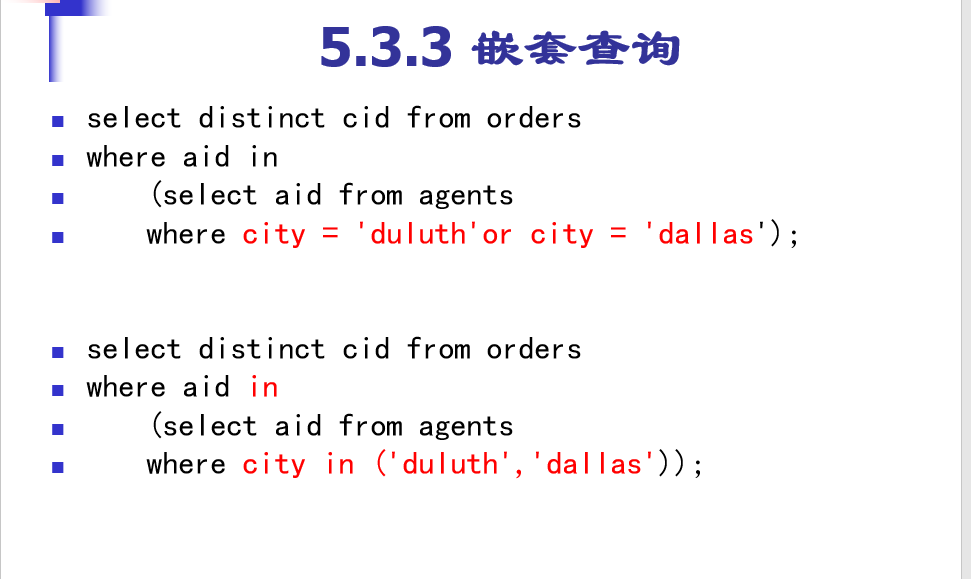 5.3.3 嵌套查询
select distinct cid from orders
where aid in
(select aid from agents
where city = 'duluth'or city = 'dallas');
select distinct cid from orders
where aid in
(select aid from agents
where city in ('duluth','dallas'));